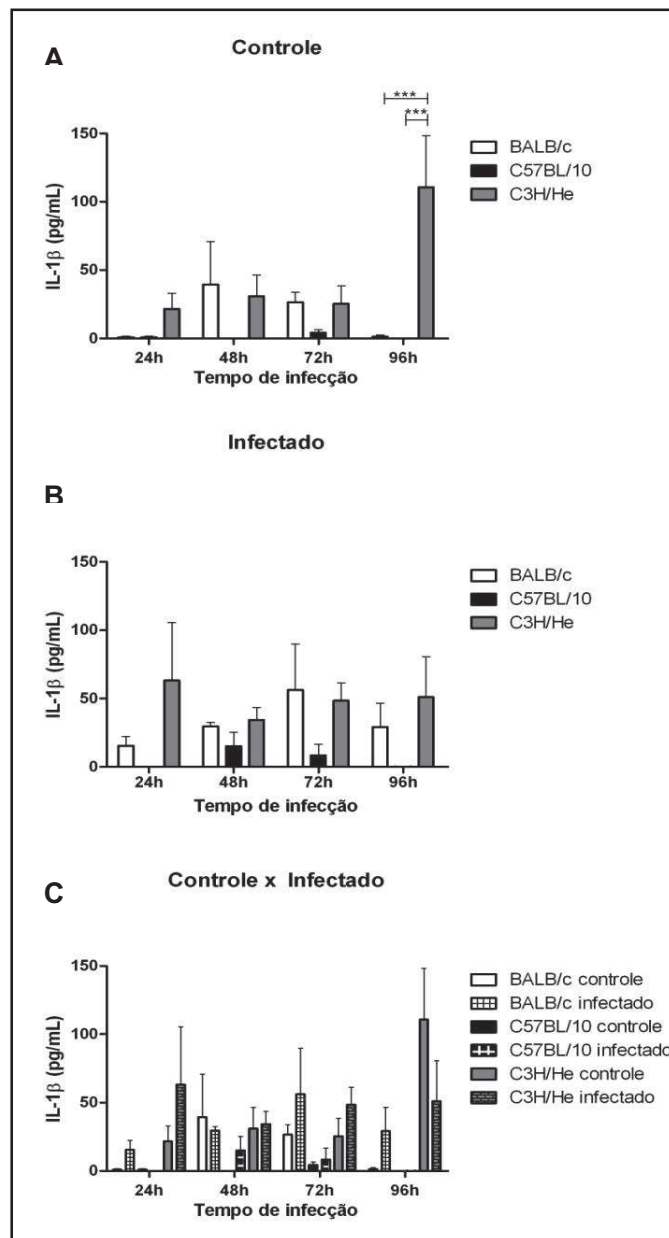 A
Controle
***
***
150
100
50
0
IL-1β (pg/mL)
24h 48h 72h 96h
Tempo de infecção
BALB/c
C57BL/10
C3H/He
Infectado
B
150
100
50
0
IL-1β (pg/mL)
24h 48h 72h 96h
Tempo de infecção
BALB/c
C57BL/10
C3H/He
Controle x Infectado
C
150
100
50
0
IL-1β (pg/mL)
24h 48h 72h 96h
Tempo de infecção
BALB/c controle
BALB/c infectado
C57BL/10 controle
C57BL/10 infectado
C3H/He controle
C3H/He infectado